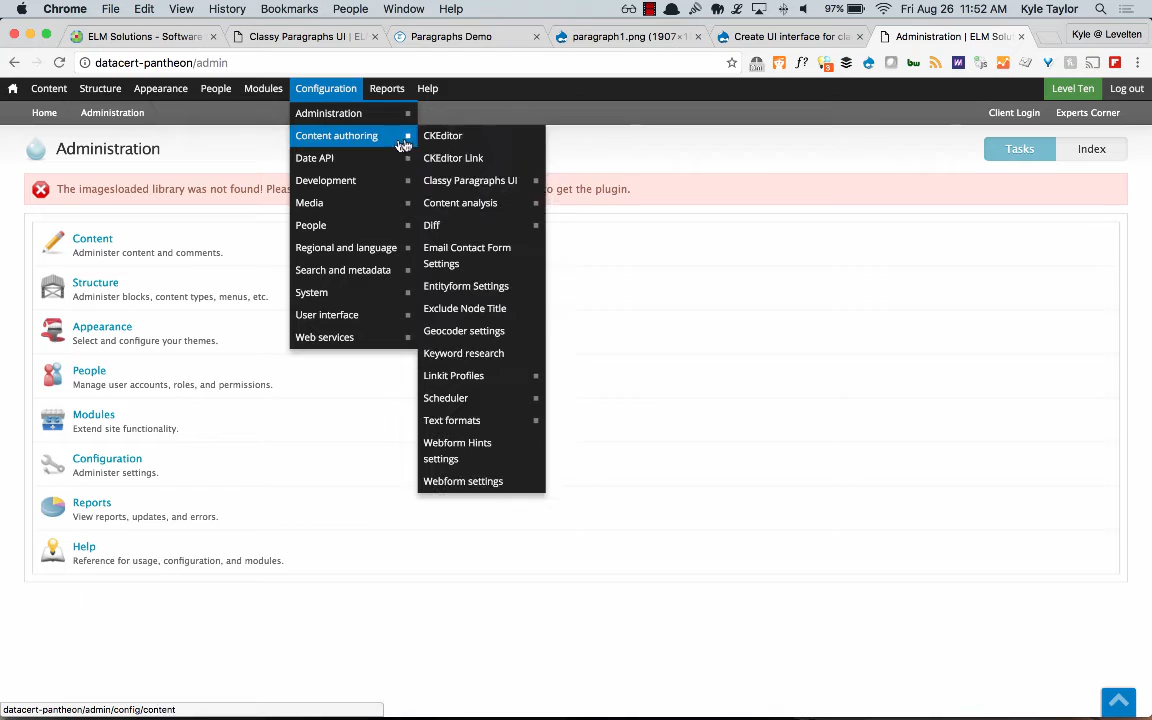 Chrome File Edit View History Bookmarks People Window Help 97% Fri Aug 26 11:52 AM Kyle Taylor
ELM Solutions - Software Classy Paragraphs UI | EL Paragraphs Demo paragraph1.png (1907×1 Create UI interface for cla Administration | ELM Solut Kyle @ Levelten
datacert-pantheon/admin
Content Structure Appearance People Modules Configuration Reports Help Level Ten Log out
Home Administration Client Login Experts Corner
Administration
Content authoring
Date API
Development
Media
People
Regional and language
Search and metadata
System
User interface
Web services
CKEditor
CKEditor Link
Classy Paragraphs UI
Content analysis
Diff
Email Contact Form
Settings
Entityform Settings
Exclude Node Title
Geocoder settings
Keyword research
Linkit Profiles
Scheduler
Text formats
Webform Hints
settings
Webform settings
Administration
Tasks Index
The imagesloaded library was not found! Plea to get the plugin.
Content
Administer content and comments.
Structure
Administer blocks, content types, menus, etc.
Appearance
Select and configure your themes.
People
Manage user accounts, roles, and permissions.
Modules
Extend site functionality.
Configuration
Administer settings.
Reports
View reports, updates, and errors.
Help
Reference for usage, configuration, and modules.
datacert-pantheon/admin/config/content